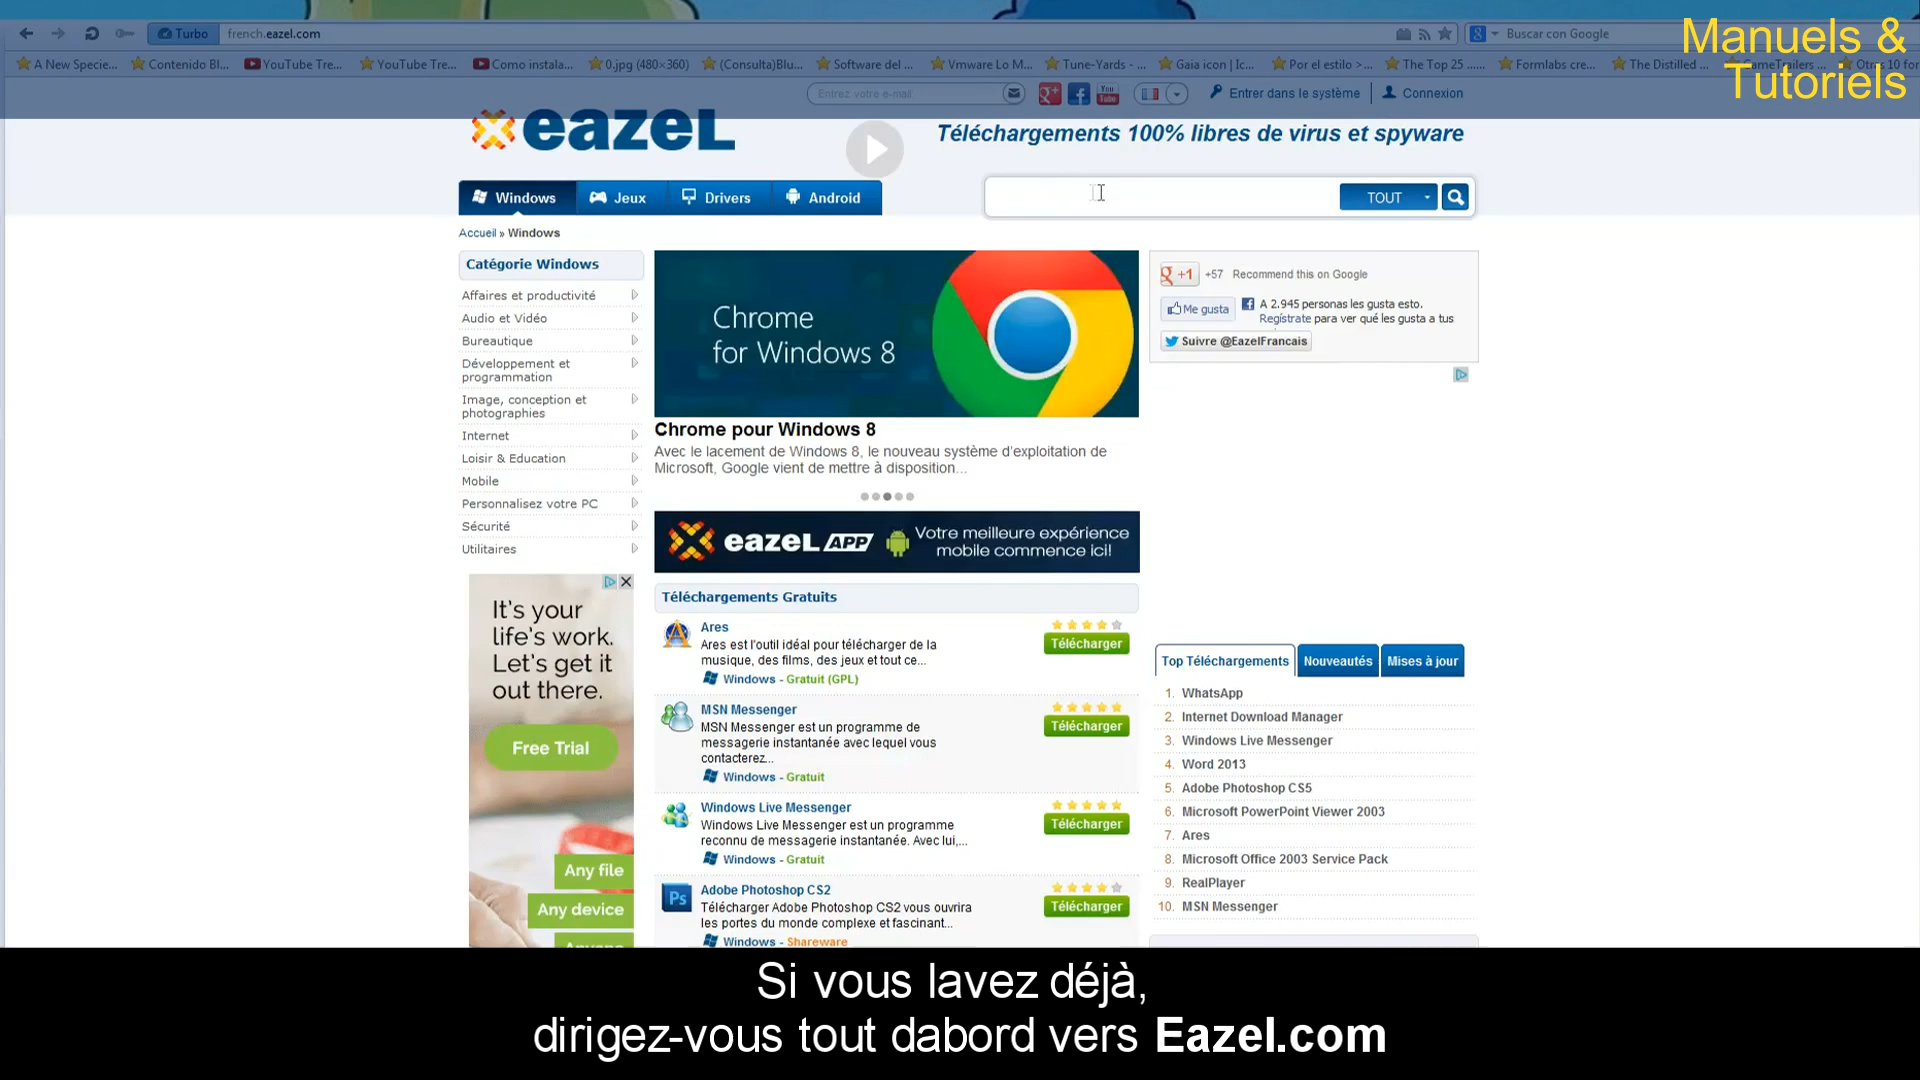 Manuels &
Tutoriels
Turbo
french.eazel.com
Buscar con Google
A New Specie...
Contenido Bl...
YouTube Tre...
YouTube Tre...
Como instala...
0.jpg (480×360)
(Consulta)Blu...
Software del ...
Vmware Lo M...
Tune-Yards - ...
Gaia icon | Ic...
Por el estilo >...
The Top 25 .....
Formlabs cre...
The Distilled ...
GameTrailers ...
Otras 10 for
Entrez votre e-mail
Entrer dans le système
Connexion
eazeL
Téléchargements 100% libres de virus et spyware
Windows
Jeux
Drivers
Android
TOUT
Accueil » Windows
Catégorie Windows
Affaires et productivité
Audio et Vidéo
Bureautique
Développement et
programmation
Image, conception et
photographies
Internet
Loisir & Education
Mobile
Personnalisez votre PC
Sécurité
Utilitaires
It's your
life's work.
Let's get it
out there.
Free Trial
Any file
Any device
Chrome
for Windows 8
Chrome pour Windows 8
Avec le lacement de Windows 8, le nouveau système d'exploitation de
Microsoft, Google vient de mettre à disposition...
eazeL APP
Votre meilleure expérience
mobile commence ici!
Téléchargements Gratuits
Ares
Ares est l'outil idéal pour télécharger de la
musique, des films, des jeux et tout ce...
Windows - Gratuit (GPL)
Télécharger
MSN Messenger
MSN Messenger est un programme de
messagerie instantanée avec lequel vous
contacterez...
Windows - Gratuit
Télécharger
Windows Live Messenger
Windows Live Messenger est un programme
reconnu de messagerie instantanée. Avec lui,...
Windows - Gratuit
Télécharger
Adobe Photoshop CS2
Télécharger Adobe Photoshop CS2 vous ouvrira
les portes du monde complexe et fascinant...
Windows - Shareware
Télécharger
Ps
g +1
+57
Recommend this on Google
Me gusta
A 2.945 personas les gusta esto.
Regístrate para ver qué les gusta a tus
Suivre @EazelFrancais
Top Téléchargements
Nouveautés
Mises à jour
1. WhatsApp
2. Internet Download Manager
3. Windows Live Messenger
4. Word 2013
5. Adobe Photoshop CS5
6. Microsoft PowerPoint Viewer 2003
7. Ares
8. Microsoft Office 2003 Service Pack
9. RealPlayer
10. MSN Messenger
Si vous lavez déjà,
dirigez-vous tout dabord vers Eazel.com